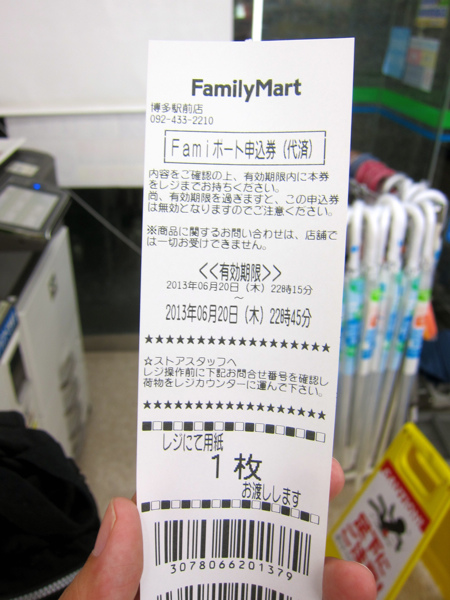 FamilyMart
博多駅前店
092-433-2210
Famiポート申込券(代済)
内容をご確認の上、有効期限内に本券
をレジまでお持ちください。
尚、有効期限を過ぎますと、この申込券
は無効となりますのでご注意ください。
※商品に関するお問い合わせは、店舗で
は一切お受けできません。
<<有効期限>>
2013年06月20日(木) 22時15分
~
2013年06月20日(木) 22時45分
★★★★★★★★★★★★★★★★★★★
☆ストアスタッフへ
レジ操作前に下記お問合せ番号を確認し
荷物をレジカウンターに運んで下さい。
★★★★★★★★★★★★★★★★★★★
レジにて用紙
1枚
お渡しします
3078066201379